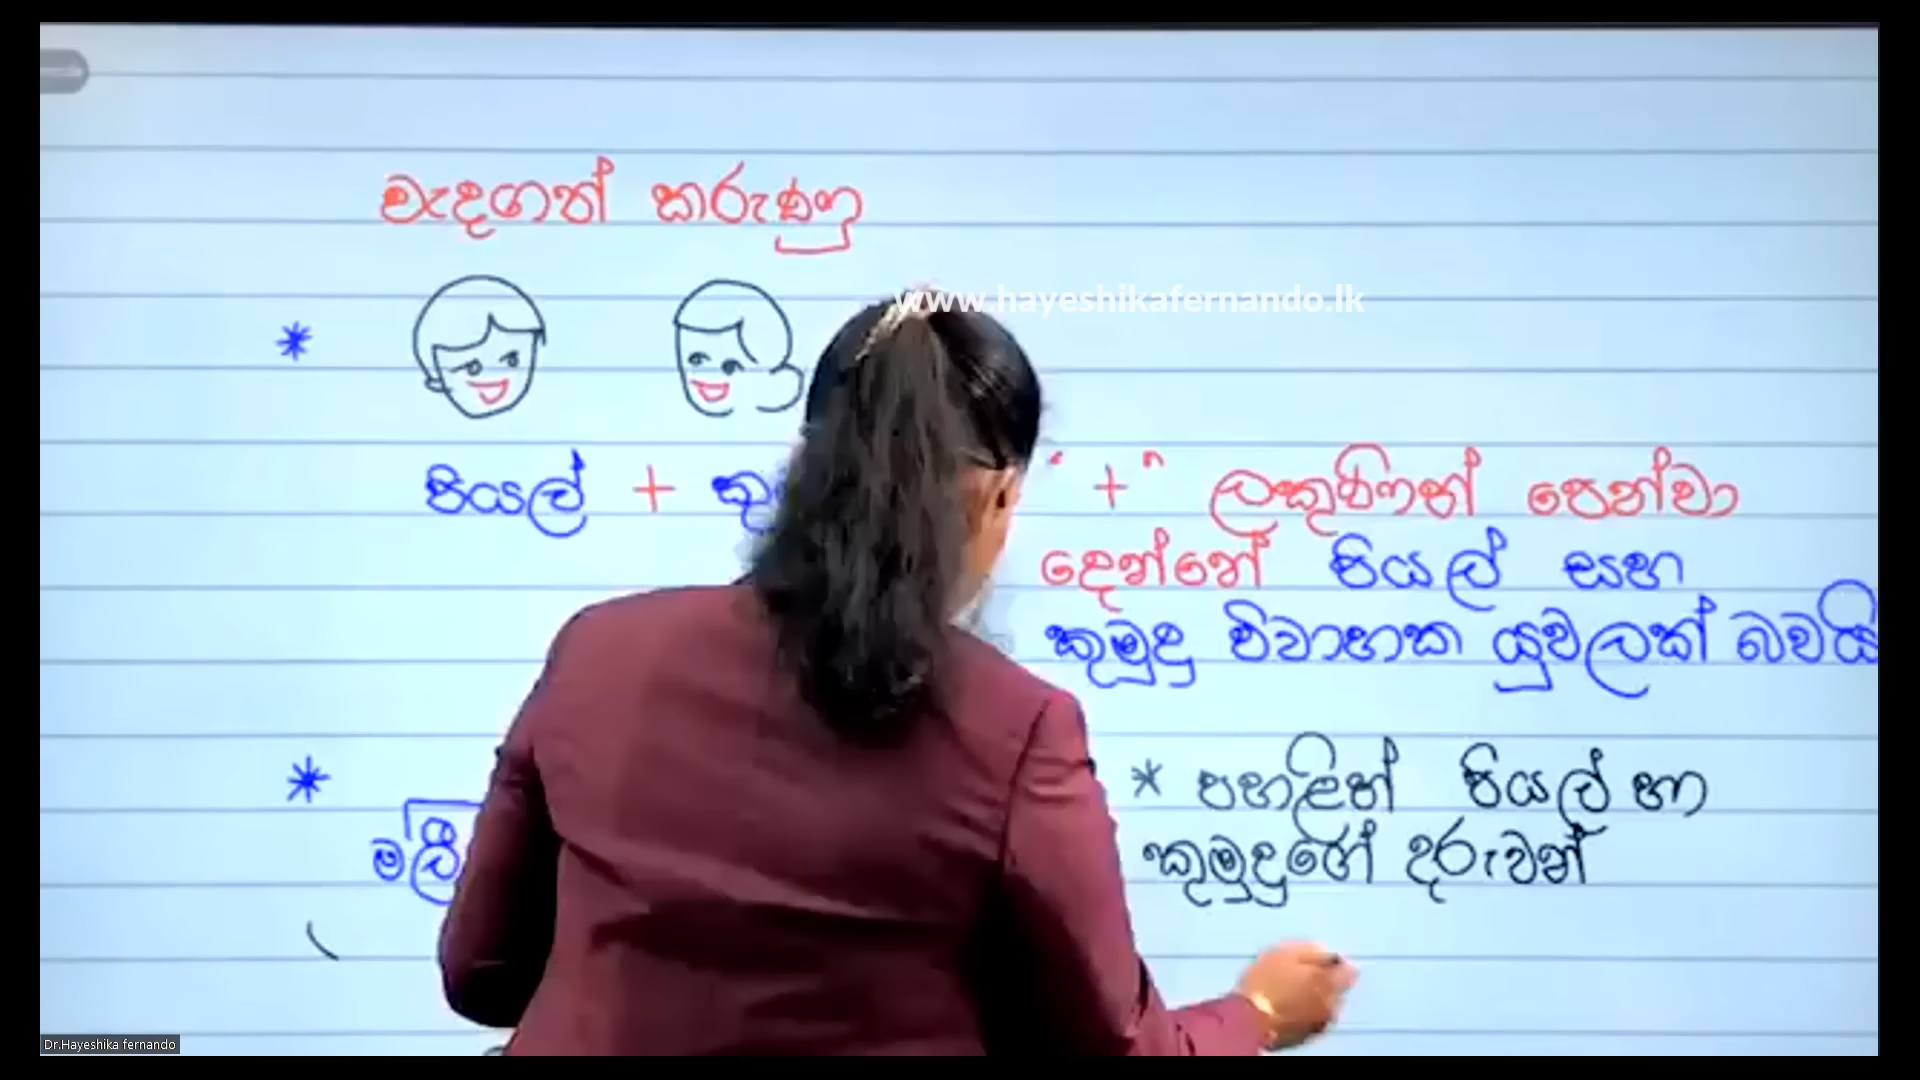 වැදගත් කරුණු
www.hayeshikafernando.lk
පියල් + කු
“ + ” ලකුණින් පෙන්වා
දෙන්නේ පියල් සහ
කුමුදු විවාහක යුවලක් බවයි
* පහළින් පියල් හා
කුමුදුගේ දරුවන්
මලී
Dr.Hayeshika fernando